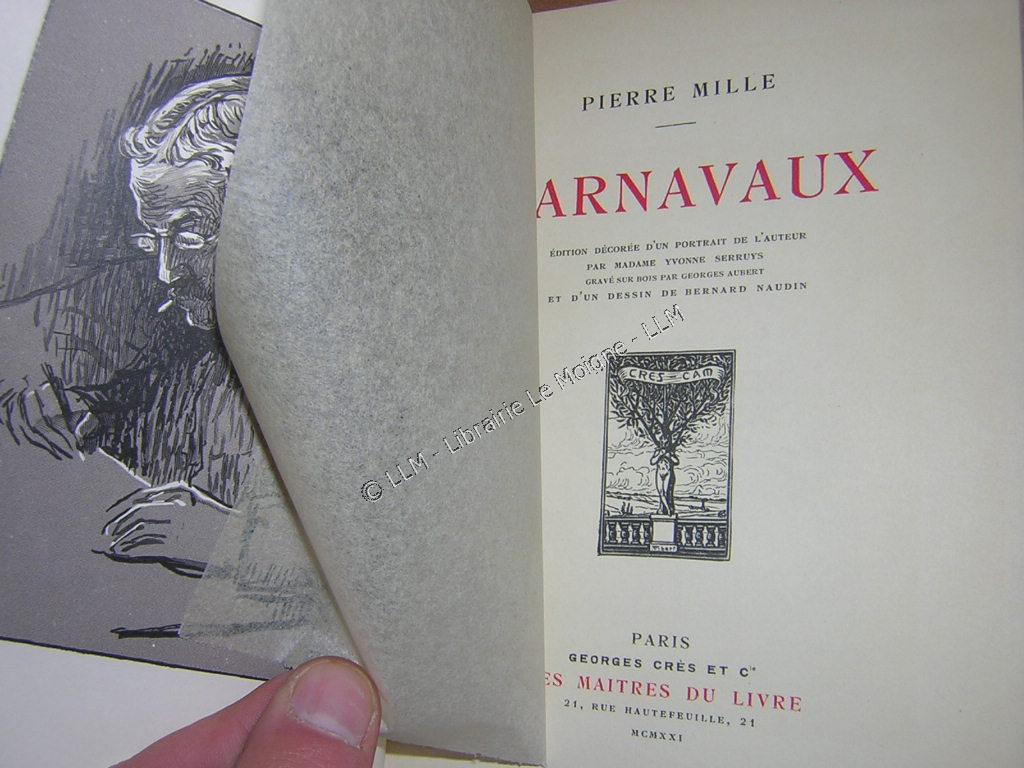 PIERRE MILLE
ARNAVAUX
ÉDITION DÉCORÉE D'UN PORTRAIT DE L'AUTEUR
PAR MADAME YVONNE SERRUYS
GRAVÉ SUR BOIS PAR GEORGES AUBERT
ET D'UN DESSIN DE BERNARD NAUDIN
CRES=CAM
© LLM - Librairie Le Moigne - LLM
PARIS
GEORGES CRÈS ET Cie
ES MAITRES DU LIVRE
21, RUE HAUTEFEUILLE, 21
MCMXXI